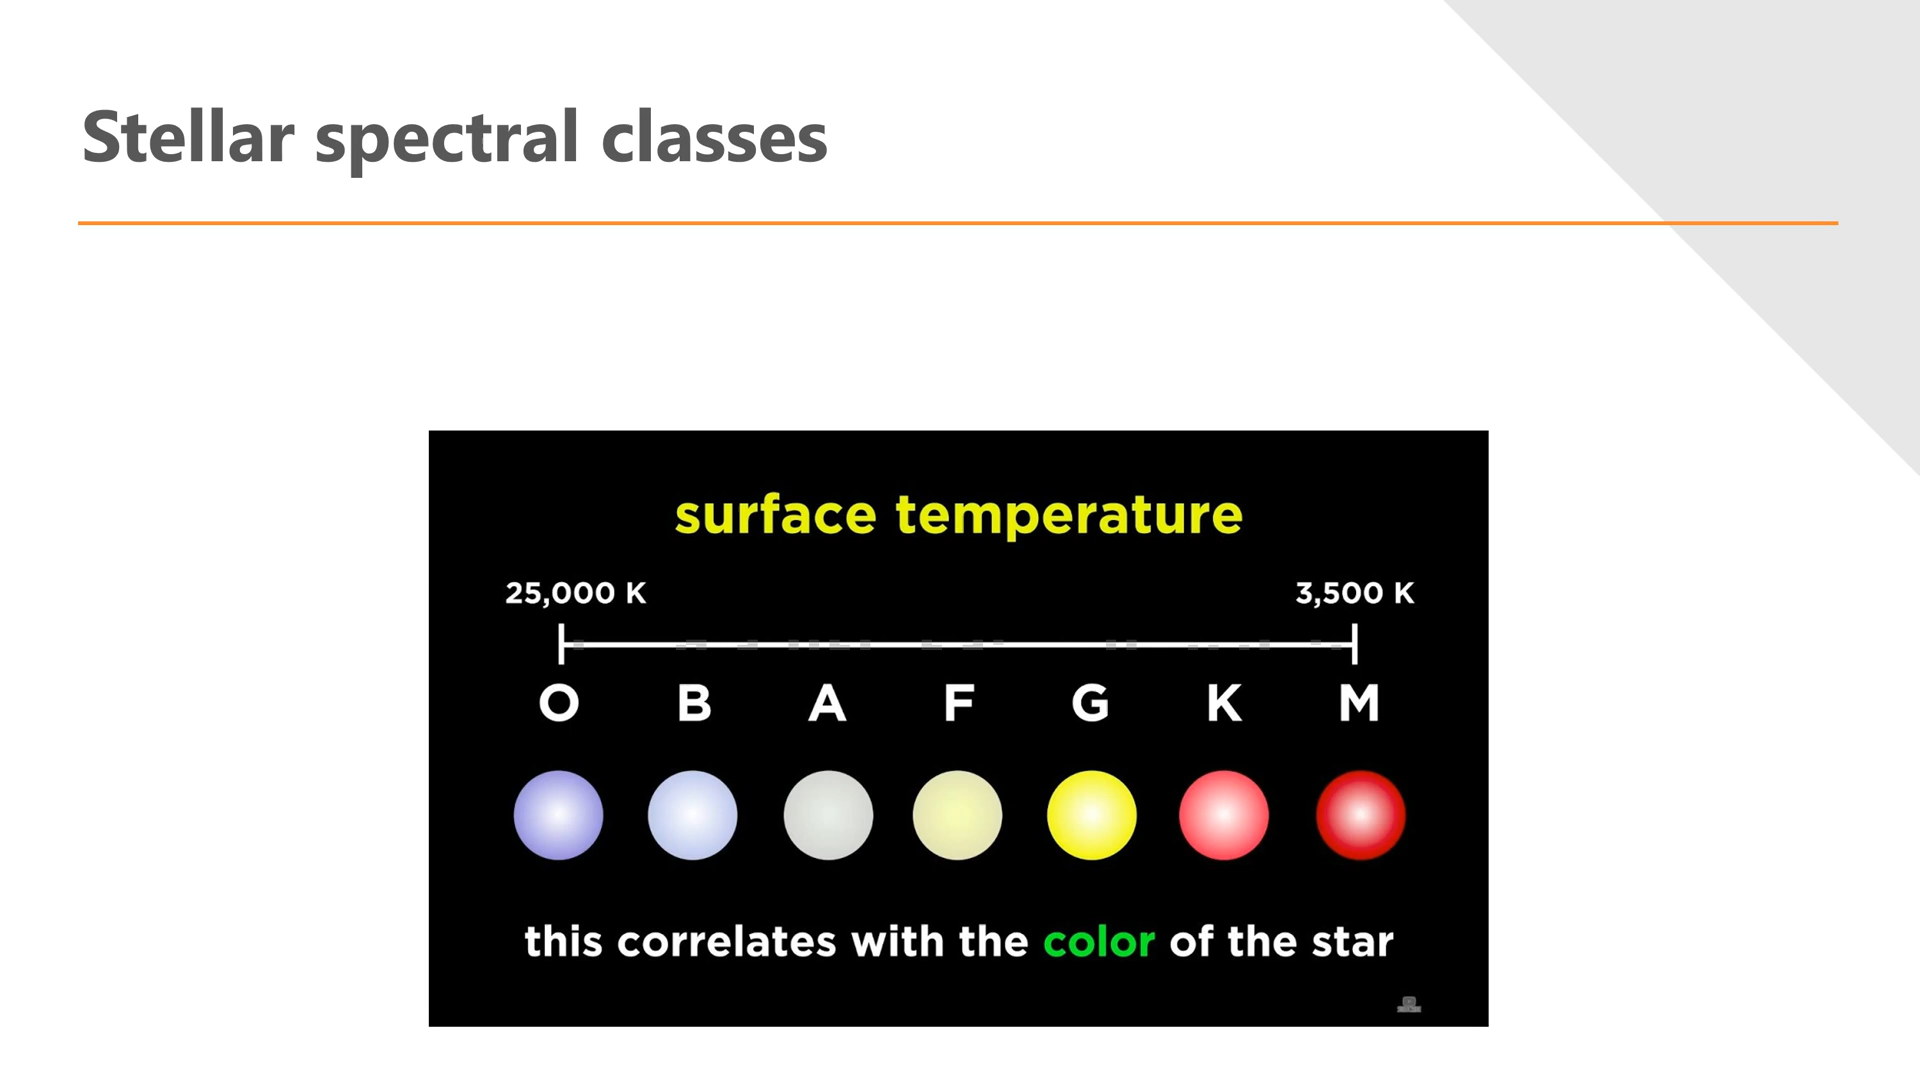 Stellar spectral classes
surface temperature
25,000 K 3,500 K
O B A F G K M
this correlates with the color of the star